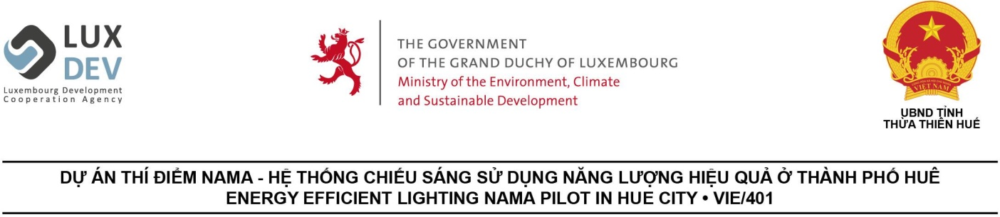 LUX
DEV
Luxembourg Development
Cooperation Agency
THE GOVERNMENT
OF THE GRAND DUCHY OF LUXEMBOURG
Ministry of the Environment, Climate
and Sustainable Development
VIỆT NAM
UBND TỈNH
THỪA THIÊN HUẾ
DỰ ÁN THÍ ĐIỂM NAMA - HỆ THỐNG CHIẾU SÁNG SỬ DỤNG NĂNG LƯỢNG HIỆU QUẢ Ở THÀNH PHỐ HUÊ
ENERGY EFFICIENT LIGHTING NAMA PILOT IN HUE CITY • VIE/401